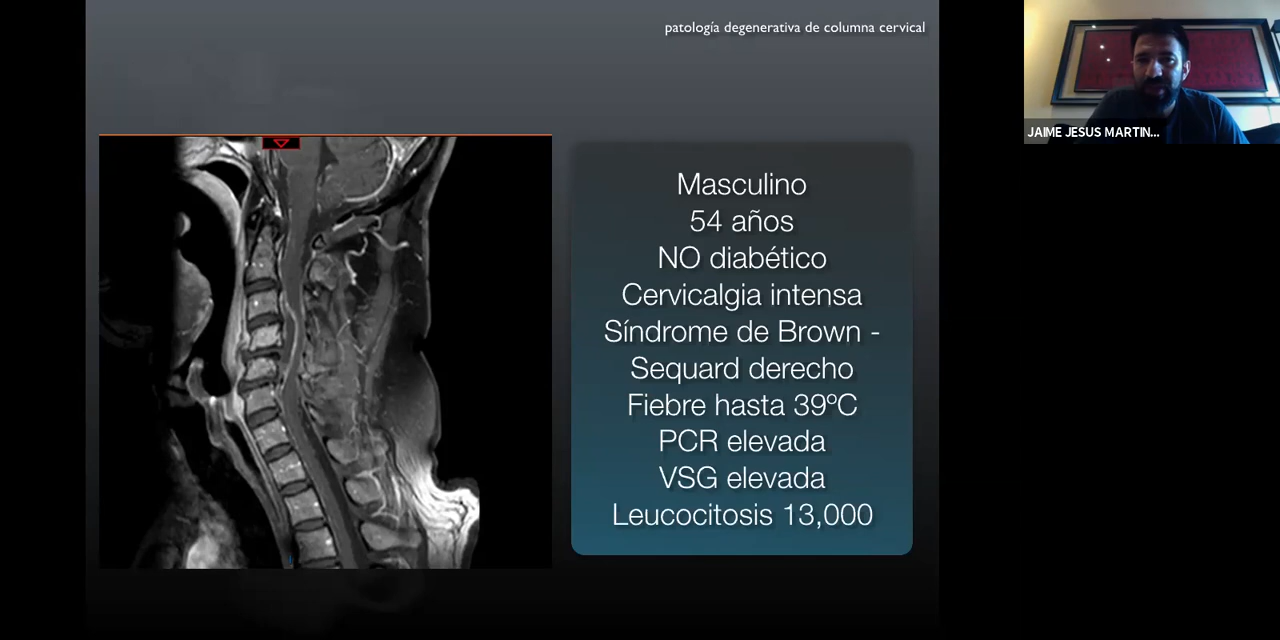 patología degenerativa de columna cervical
Masculino
54 años
NO diabético
Cervicalgia intensa
Síndrome de Brown -
Sequard derecho
Fiebre hasta 39ºC
PCR elevada
VSG elevada
Leucocitosis 13,000
JAIME JESUS MARTIN...